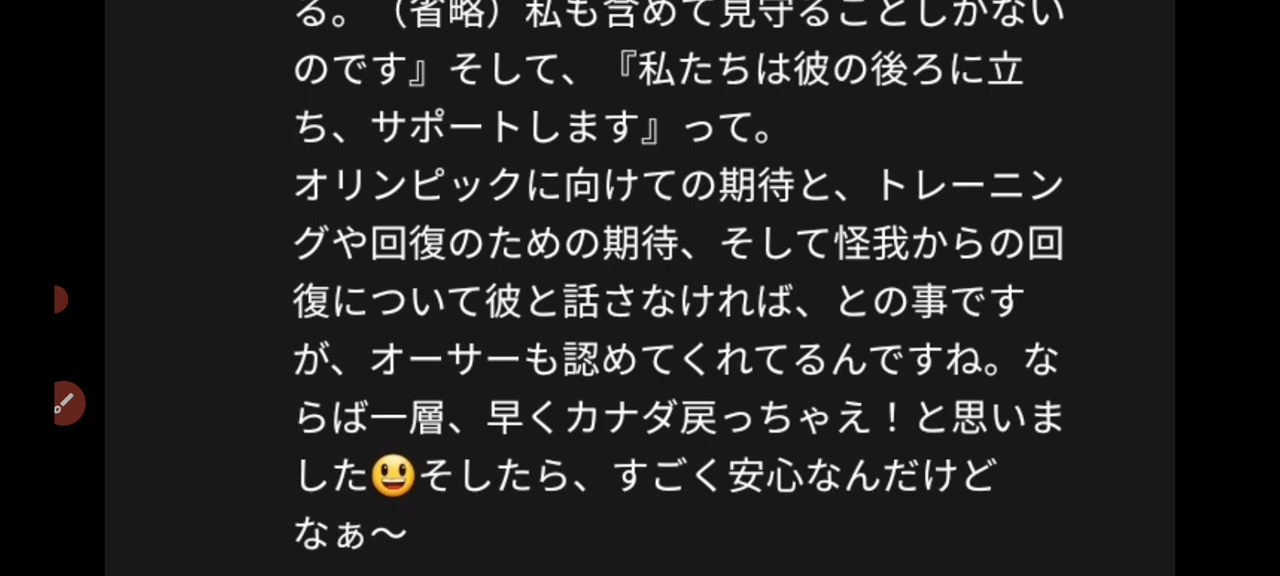 る。（省略）私も含めて見守ることしかない
のです』そして、『私たちは彼の後ろに立
ち、サポートします』って。
オリンピックに向けての期待と、トレーニン
グや回復のための期待、そして怪我からの回
復について彼と話さなければ、との事です
が、オーサーも認めてくれてるんですね。な
らば一層、早くカナダ戻っちゃえ！と思いま
した😃そしたら、すごく安心なんだけど
なぁ〜